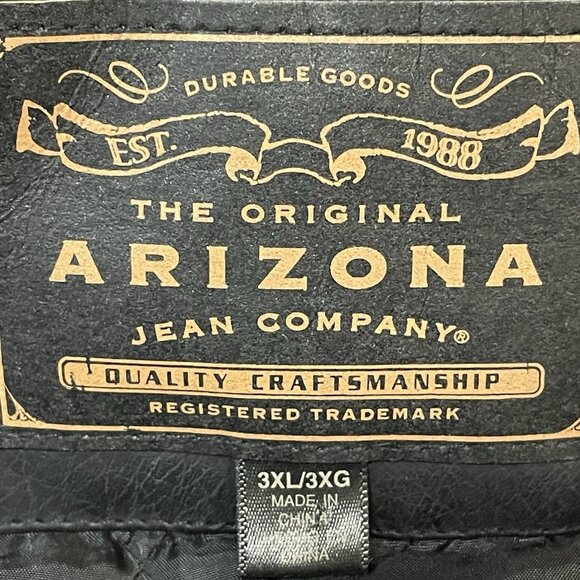 DURABLE GOODS
EST. 1988
THE ORIGINAL
ARIZONA
JEAN COMPANY®
QUALITY CRAFTSMANSHIP
REGISTERED TRADEMARK
3XL/3XG
MADE IN
CHINA